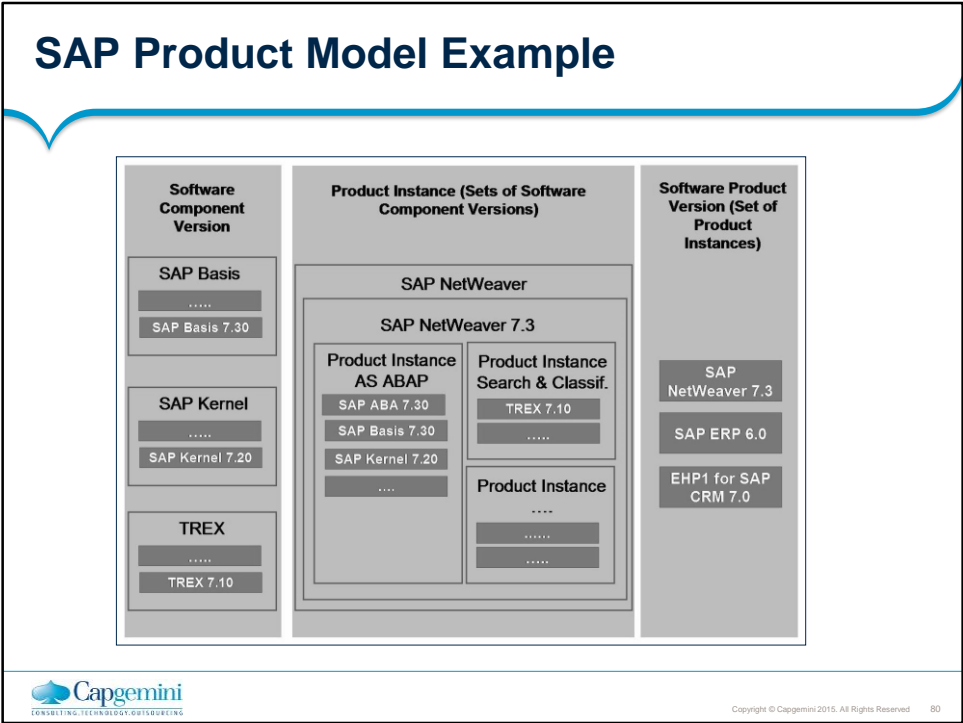 SAP Product Model Example
Software
Component
Version
SAP Basis
.....
SAP Basis 7.30
SAP Kernel
.....
SAP Kernel 7.20
TREX
.....
TREX 7.10
Product Instance (Sets of Software
Component Versions)
SAP NetWeaver
SAP NetWeaver 7.3
Product Instance
AS ABAP
SAP ABA 7.30
SAP Basis 7.30
SAP Kernel 7.20
....
Product Instance
Search & Classif.
TREX 7.10
.....
Product Instance
....
......
.....
Software Product
Version (Set of
Product
Instances)
SAP
NetWeaver 7.3
SAP ERP 6.0
EHP1 for SAP
CRM 7.0
Capgemini
CONSULTING.TECHNOLOGY.OUTSOURCING
Copyright © Capgemini 2015. All Rights Reserved 80